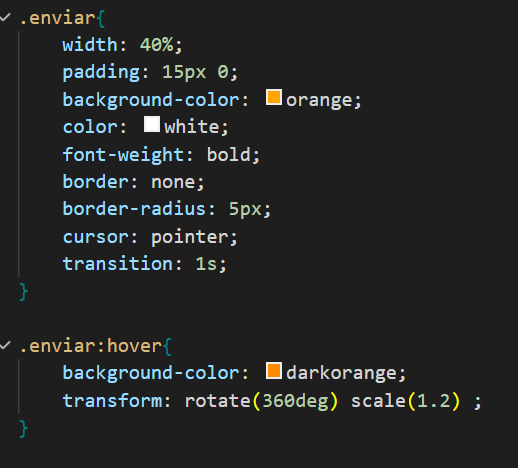 .enviar{
    width: 40%;
    padding: 15px 0;
    background-color: orange;
    color: white;
    font-weight: bold;
    border: none;
    border-radius: 5px;
    cursor: pointer;
    transition: 1s;
}

.enviar:hover{
    background-color: darkorange;
    transform: rotate(360deg) scale(1.2) ;
}